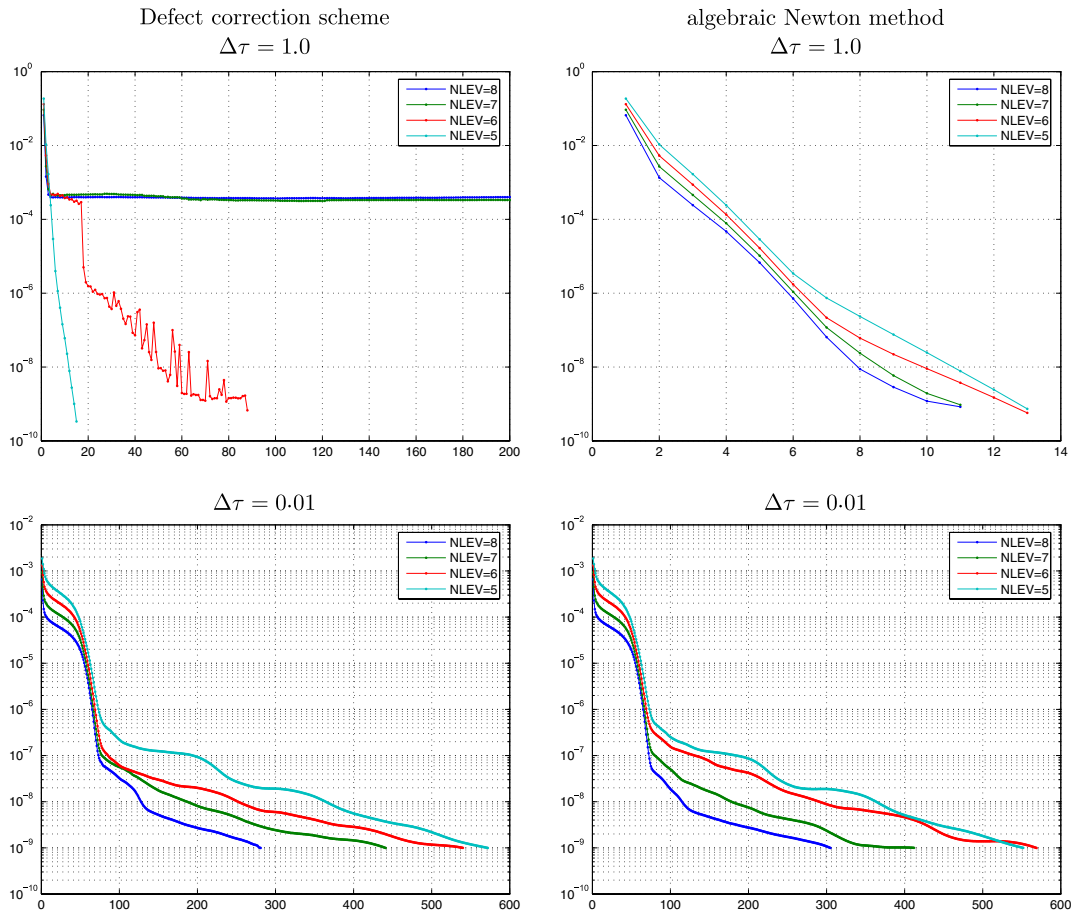 Defect correction scheme
Δτ = 1.0
10^0
10^-2
10^-4
10^-6
10^-8
10^-10
0 20 40 60 80 100 120 140 160 180 200
NLEV=8
NLEV=7
NLEV=6
NLEV=5
algebraic Newton method
Δτ = 1.0
10^0
10^-2
10^-4
10^-6
10^-8
10^-10
0 2 4 6 8 10 12 14
NLEV=8
NLEV=7
NLEV=6
NLEV=5
Δτ = 0.01
10^-2
10^-3
10^-4
10^-5
10^-6
10^-7
10^-8
10^-9
10^-10
0 100 200 300 400 500 600
NLEV=8
NLEV=7
NLEV=6
NLEV=5
Δτ = 0.01
10^-2
10^-3
10^-4
10^-5
10^-6
10^-7
10^-8
10^-9
10^-10
0 100 200 300 400 500 600
NLEV=8
NLEV=7
NLEV=6
NLEV=5